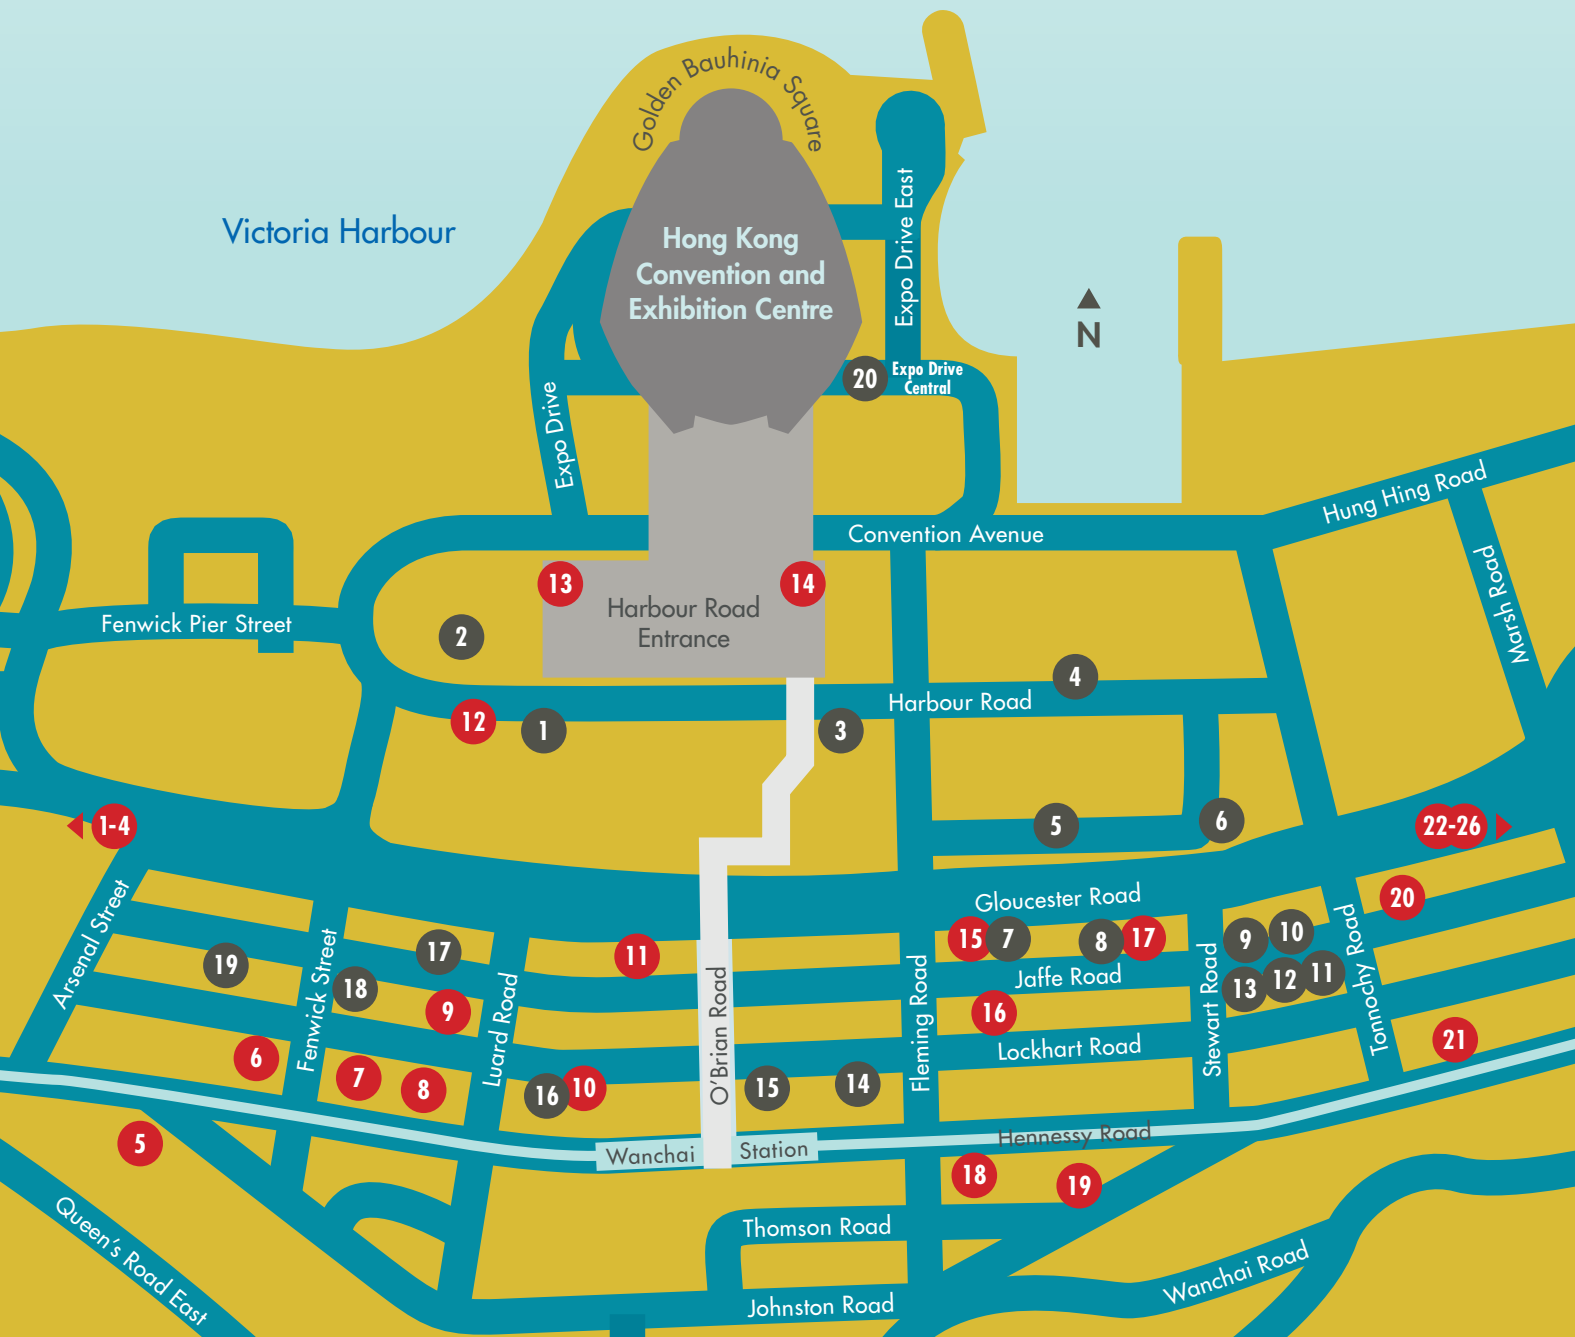 Golden Bauhinia Square
Victoria Harbour
Hong Kong
Convention and
Exhibition Centre
Expo Drive East
N
20
Expo Drive
Central
Expo Drive
Hung Hing Road
Convention Avenue
Marsh Road
13
14
Harbour Road
Entrance
Fenwick Pier Street
2
4
Harbour Road
12
1
3
1-4
5
6
22-26
Gloucester Road
20
Arsenal Street
19
Fenwick Street
17
18
9
Luard Road
11
O'Brian Road
Fleming Road
15
7
8
17
Jaffe Road
16
Lockhart Road
Stewart Road
9
10
13
12
11
Tonnochy Road
21
6
7
8
16
10
15
14
5
Wanchai
Station
Hennessy Road
18
19
Queen's Road East
Thomson Road
Johnston Road
Wanchai Road